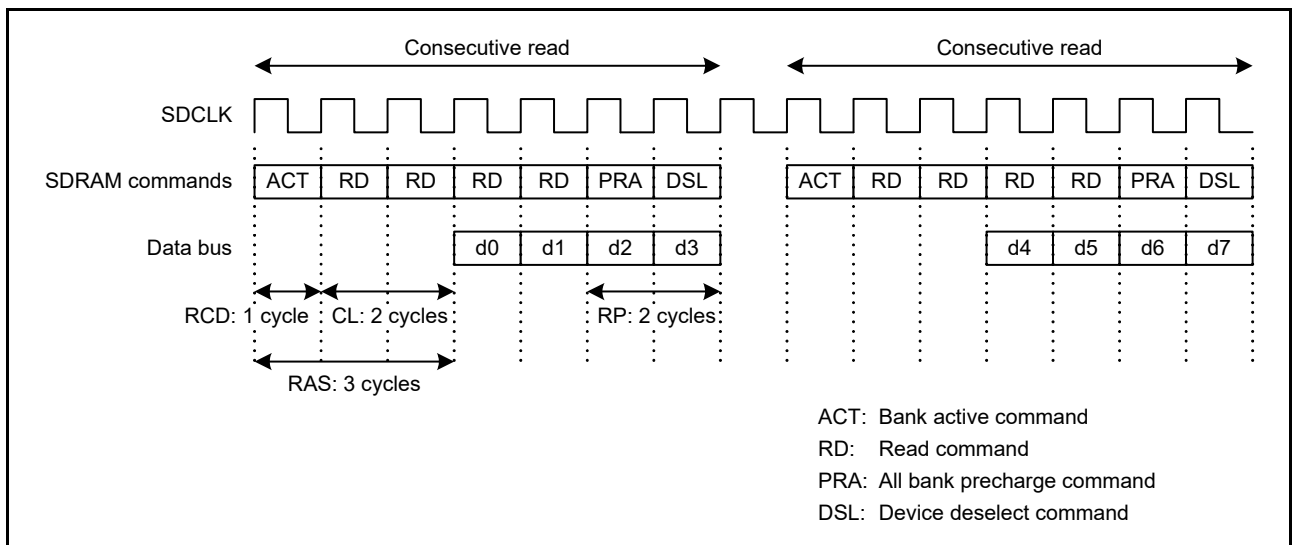 Consecutive read Consecutive read
SDCLK
SDRAM commands ACT RD RD RD RD PRA DSL ACT RD RD RD RD PRA DSL
Data bus d0 d1 d2 d3 d4 d5 d6 d7
RCD: 1 cycle CL: 2 cycles RP: 2 cycles
RAS: 3 cycles
ACT: Bank active command
RD: Read command
PRA: All bank precharge command
DSL: Device deselect command